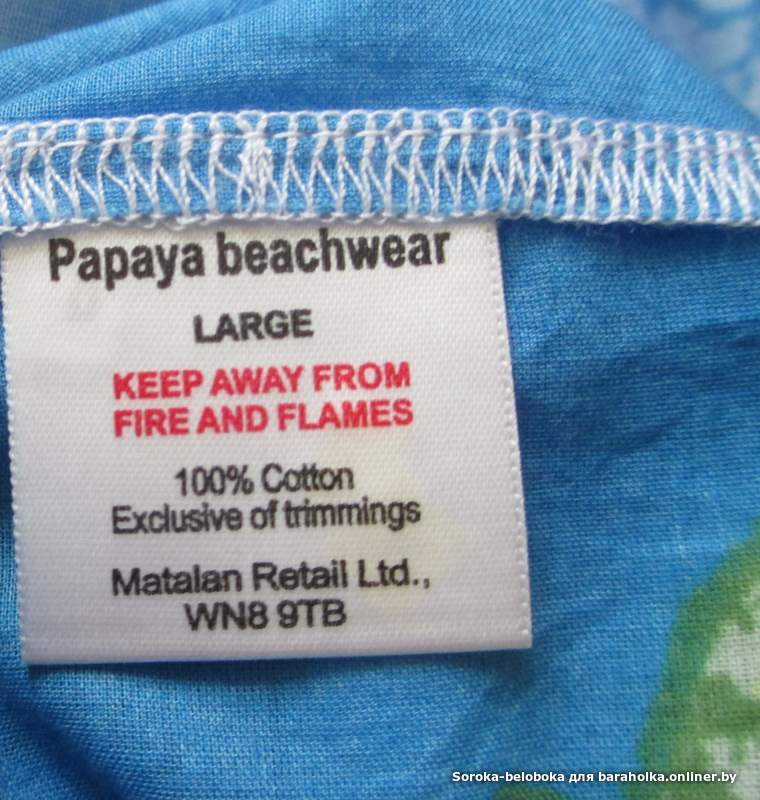 Papaya beachwear
LARGE
KEEP AWAY FROM
FIRE AND FLAMES
100% Cotton
Exclusive of trimmings
Matalan Retail Ltd.,
WN8 9TB
Soroka-beloboka для baraholka.onliner.by